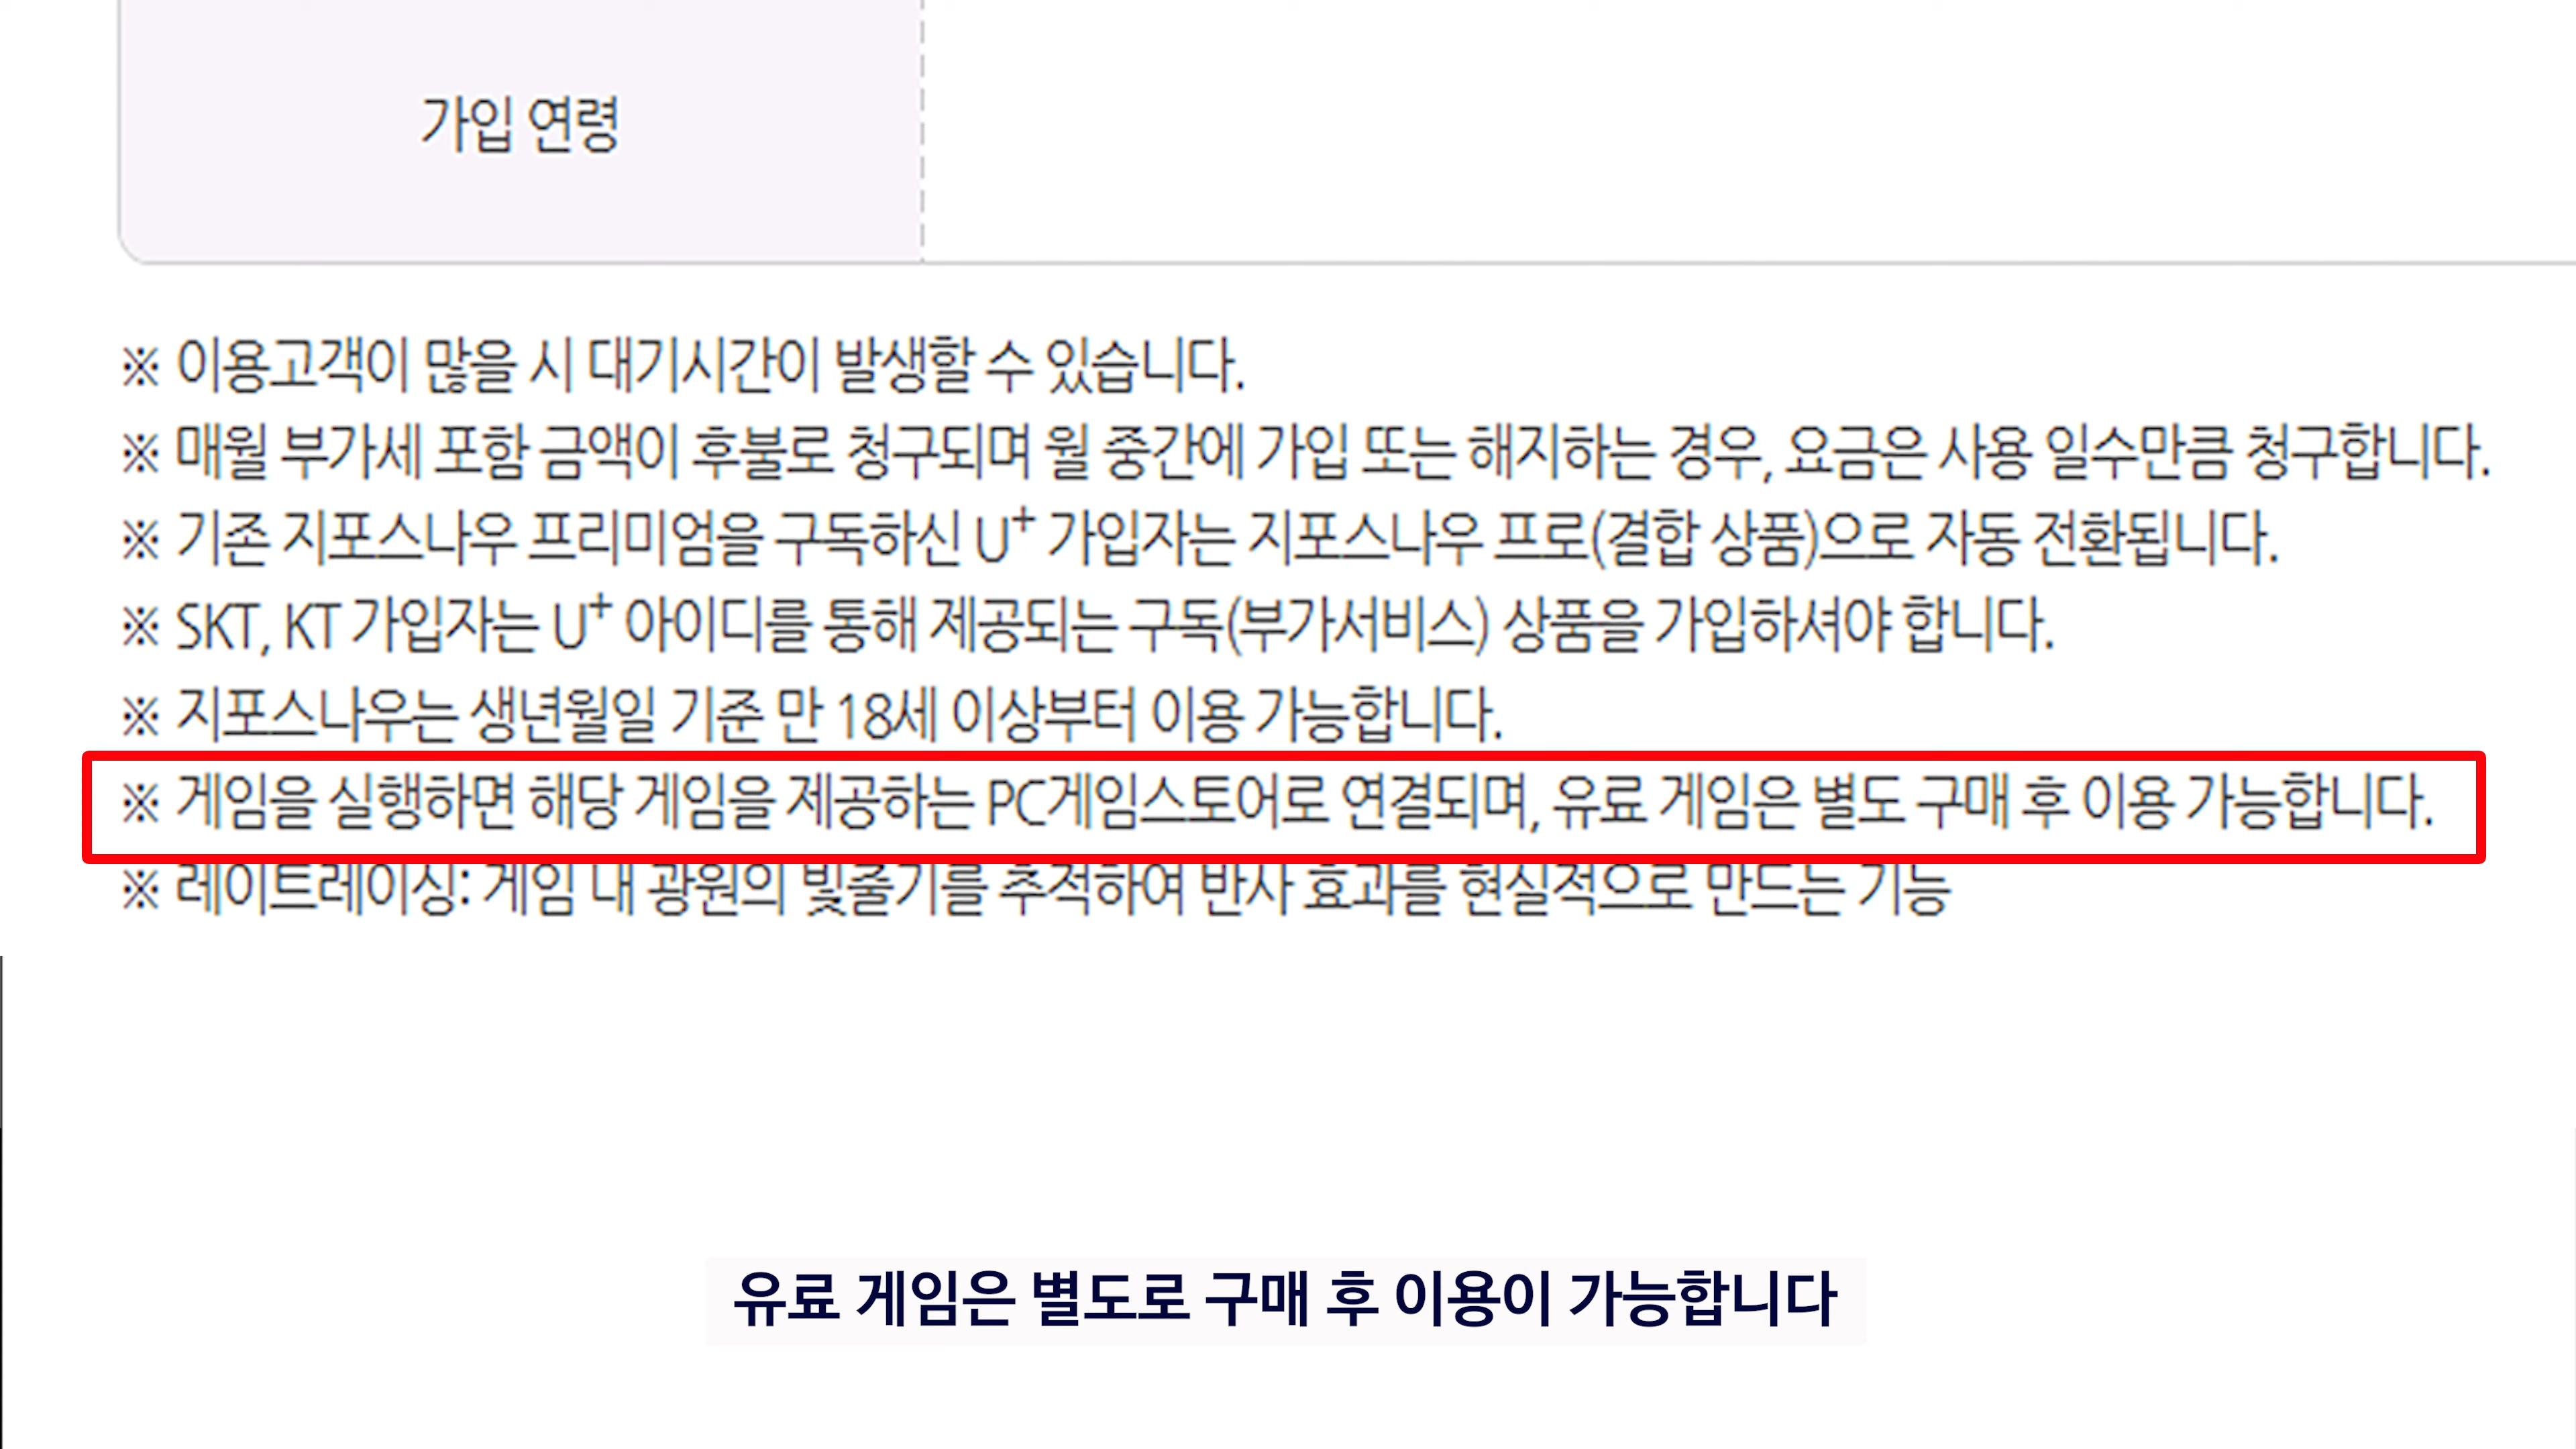 가입 연령
※ 이용고객이 많을 시 대기시간이 발생할 수 있습니다.
※ 매월 부가세 포함 금액이 후불로 청구되며 월 중간에 가입 또는 해지하는 경우, 요금은 사용 일수만큼 청구합니다.
※ 기존 지포스나우 프리미엄을 구독하신 U⁺ 가입자는 지포스나우 프로(결합 상품)으로 자동 전환됩니다.
※ SKT, KT 가입자는 U⁺ 아이디를 통해 제공되는 구독(부가서비스) 상품을 가입하셔야 합니다.
※ 지포스나우는 생년월일 기준 만 18세 이상부터 이용 가능합니다.
※ 게임을 실행하면 해당 게임을 제공하는 PC게임스토어로 연결되며, 유료 게임은 별도 구매 후 이용 가능합니다.
※ 레이트레이싱: 게임 내 광원의 빛줄기를 추적하여 반사 효과를 현실적으로 만드는 기능
유료 게임은 별도로 구매 후 이용이 가능합니다